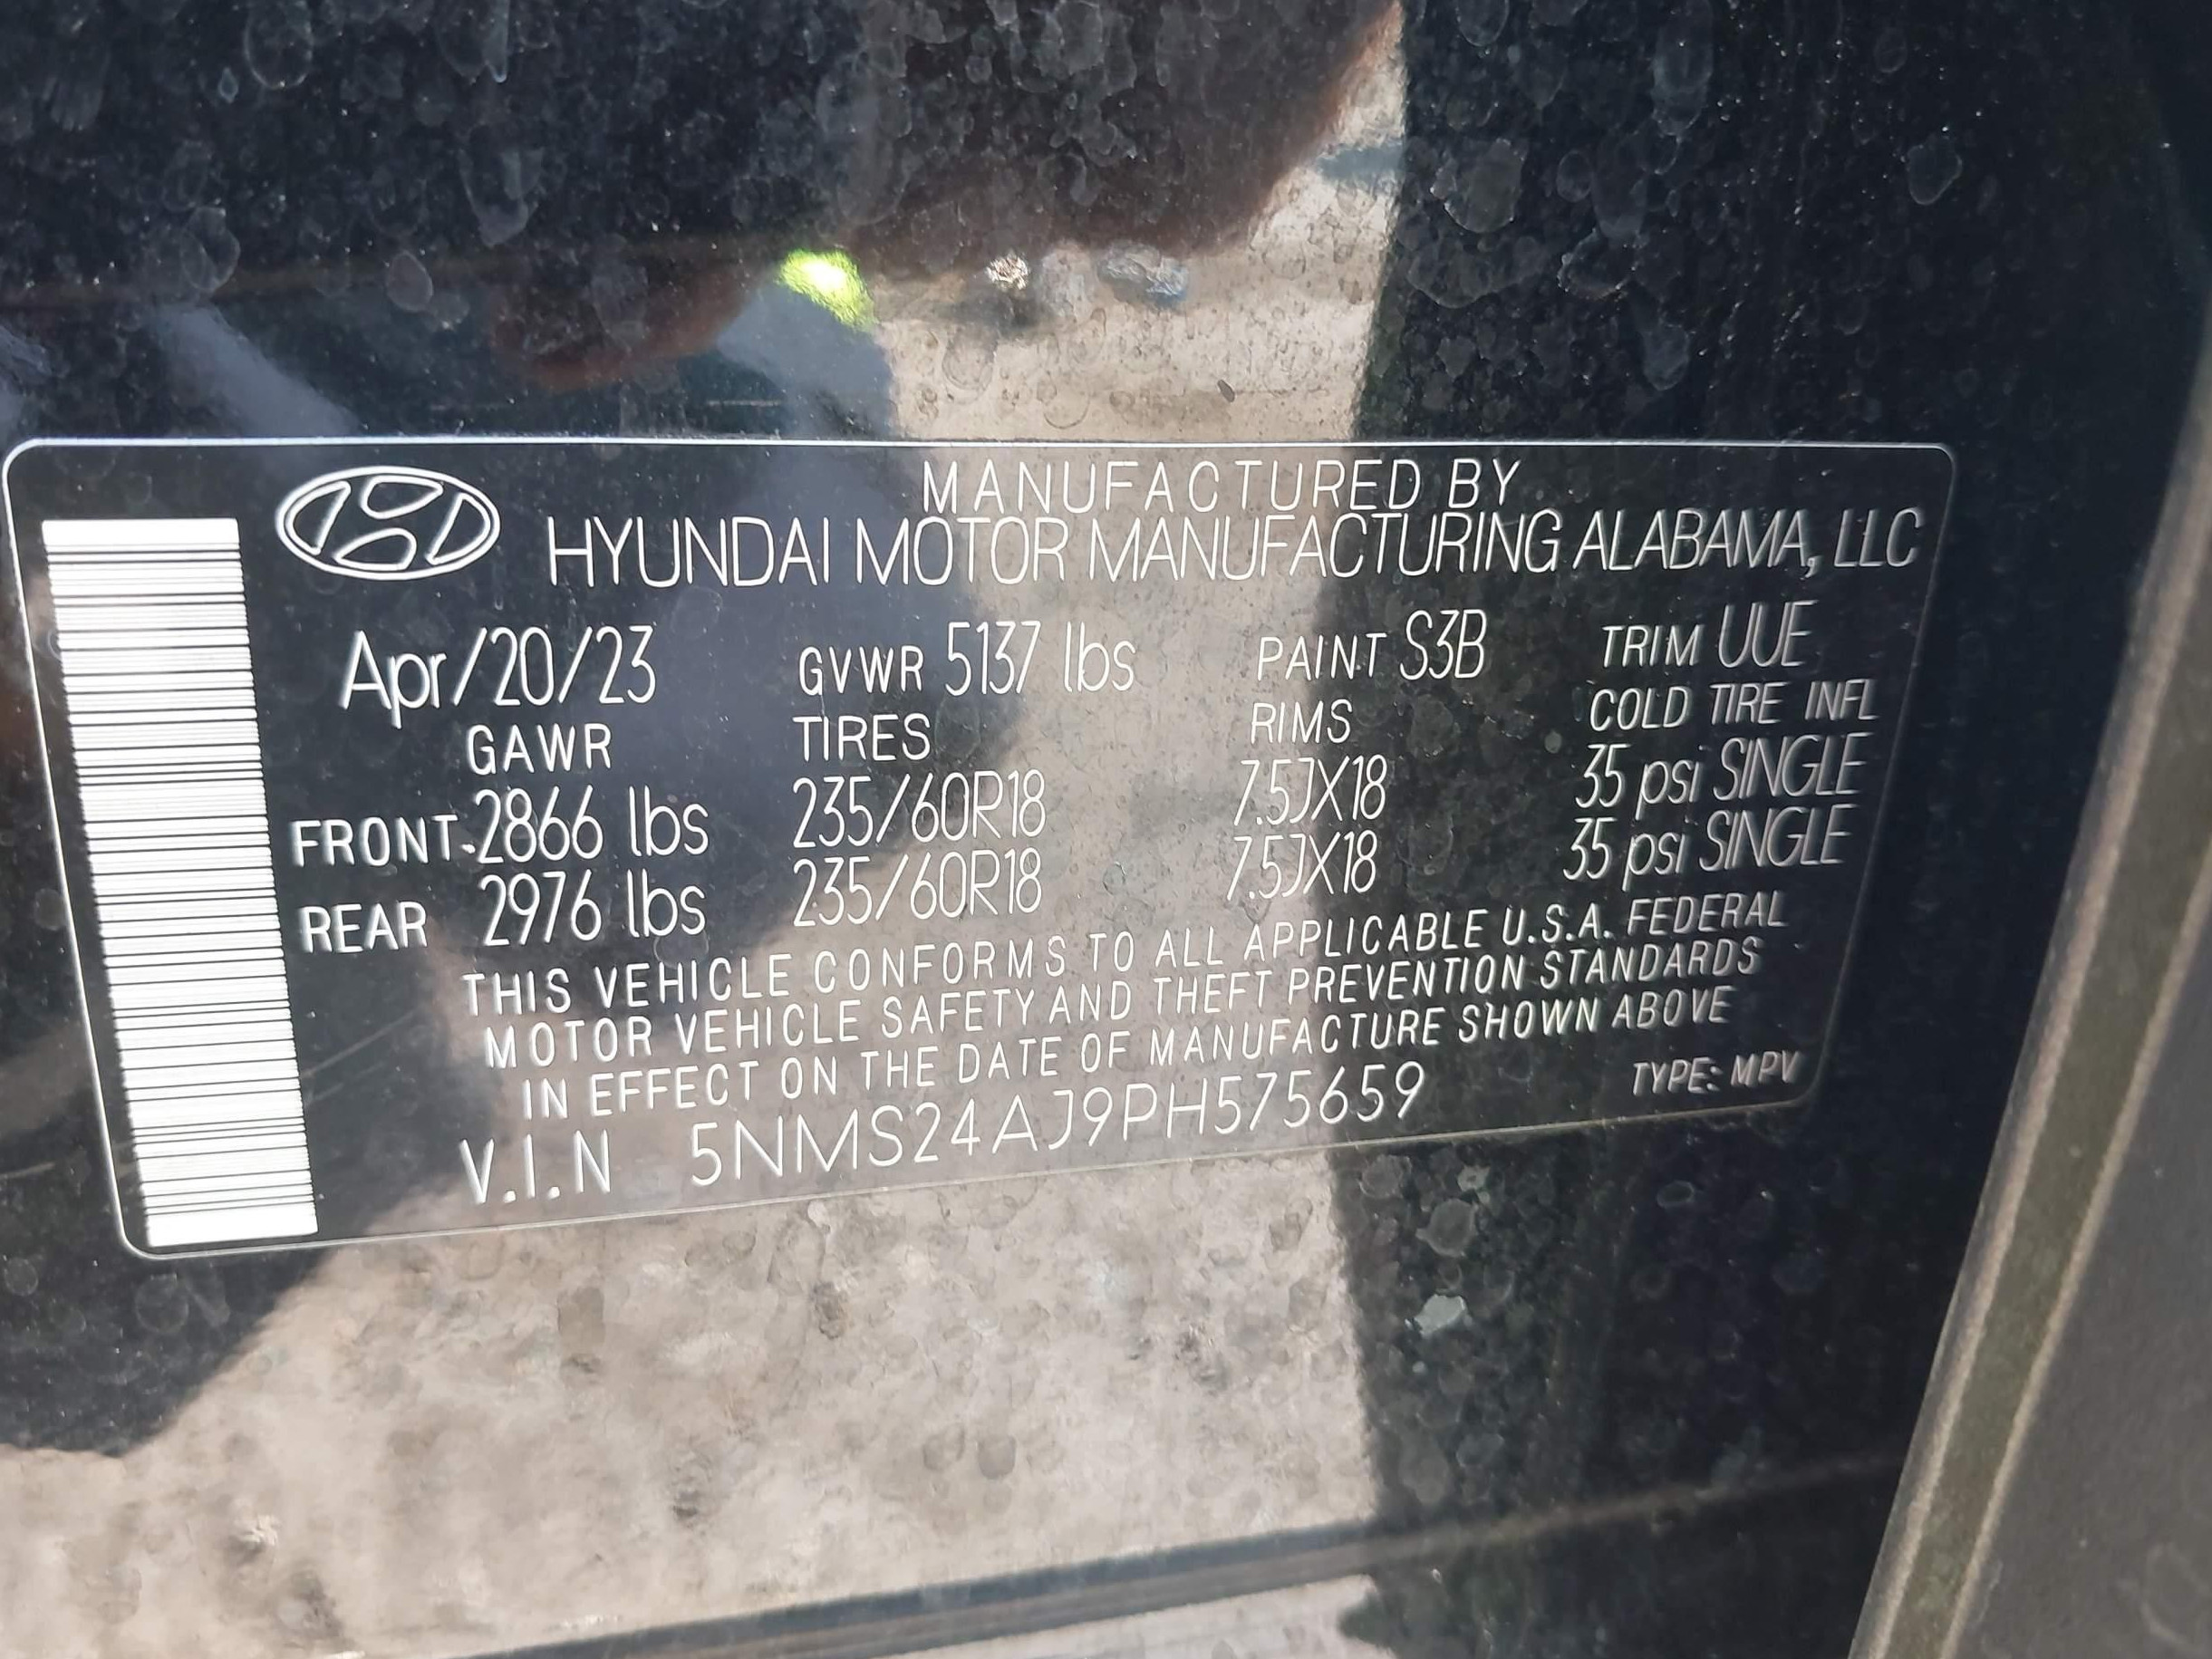 MANUFACTURED BY
HYUNDAI MOTOR MANUFACTURING ALABAMA, LLC
Apr/20/23 GVWR 5137 lbs PAINT S3B TRIM UUE
GAWR TIRES RIMS COLD TIRE INFL
FRONT 2866 lbs 235/60R18 7.5JX18 35 psi SINGLE
REAR 2976 lbs 235/60R18 7.5JX18 35 psi SINGLE
THIS VEHICLE CONFORMS TO ALL APPLICABLE U.S.A. FEDERAL
MOTOR VEHICLE SAFETY AND THEFT PREVENTION STANDARDS
IN EFFECT ON THE DATE OF MANUFACTURE SHOWN ABOVE
V.I.N 5NMS24AJ9PH575659 TYPE: MPV